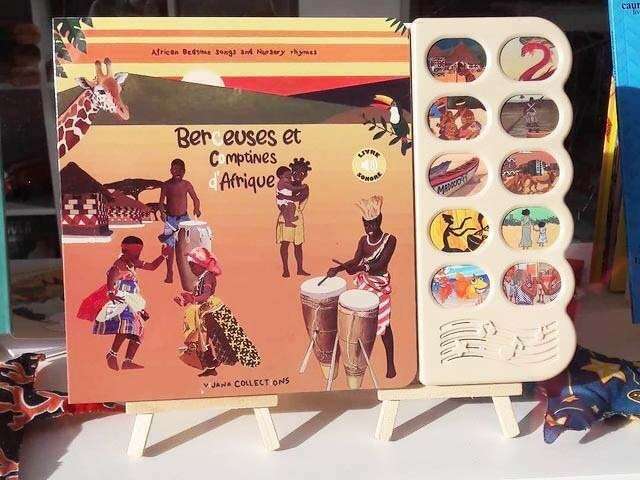 African Bedtime Songs and Nursery rhymes
Berceuses et
Comptines
d'Afrique
LIVRE
SONORE
JANA COLLECTIONS